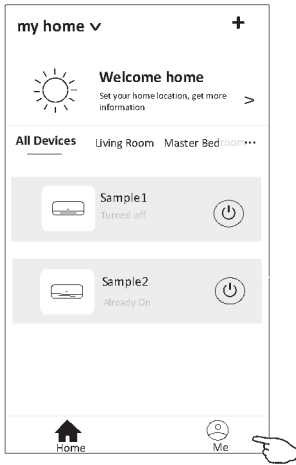 my home
Welcome home
Set your home location, get more
information
All Devices Living Room Master Bedroom...
Sample1
Turned off
Sample2
Already On
Home Me